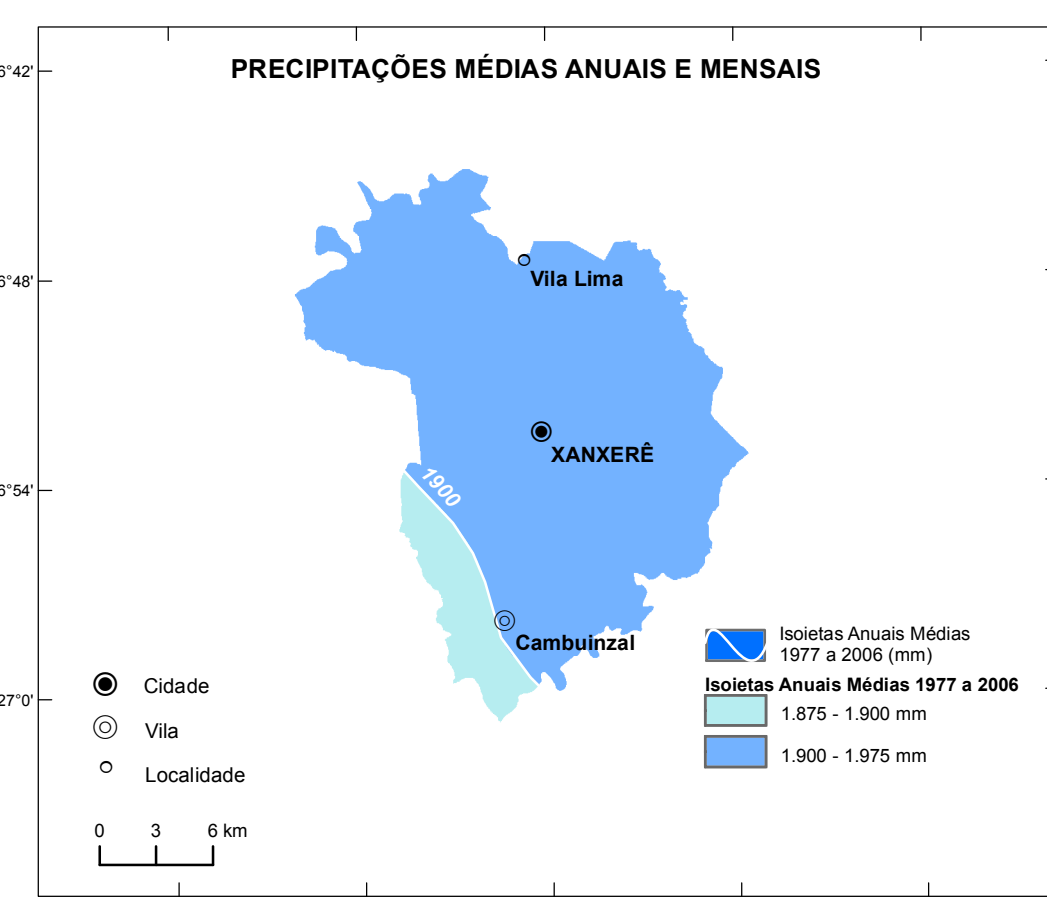 PRECIPITAÇÕES MÉDIAS ANUAIS E MENSAIS
6°42'
6°48'
6°54'
27°0'
Vila Lima
XANXERÊ
1900
Cambuinzal
Cidade
Vila
Localidade
0 3 6 km
Isoietas Anuais Médias
1977 a 2006 (mm)
Isoietas Anuais Médias 1977 a 2006
1.875 - 1.900 mm
1.900 - 1.975 mm